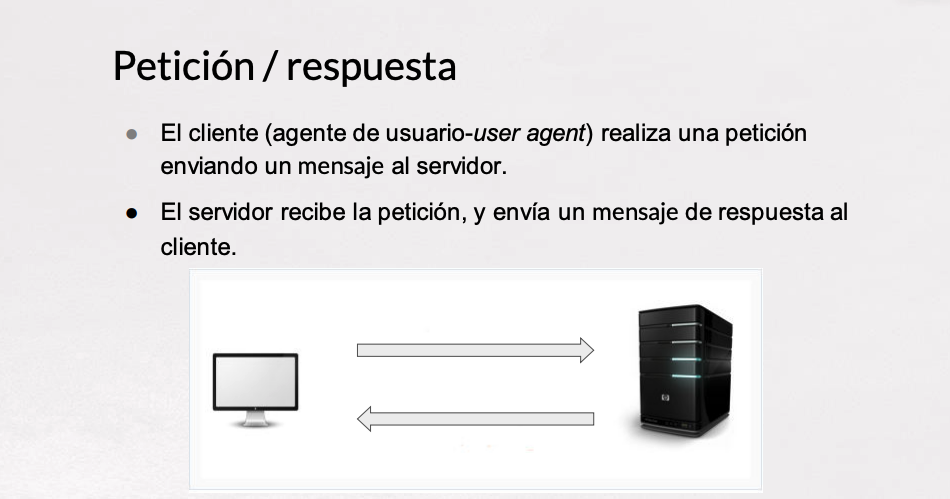 Petición / respuesta
● El cliente (agente de usuario-user agent) realiza una petición
enviando un mensaje al servidor.
● El servidor recibe la petición, y envía un mensaje de respuesta al
cliente.
hp